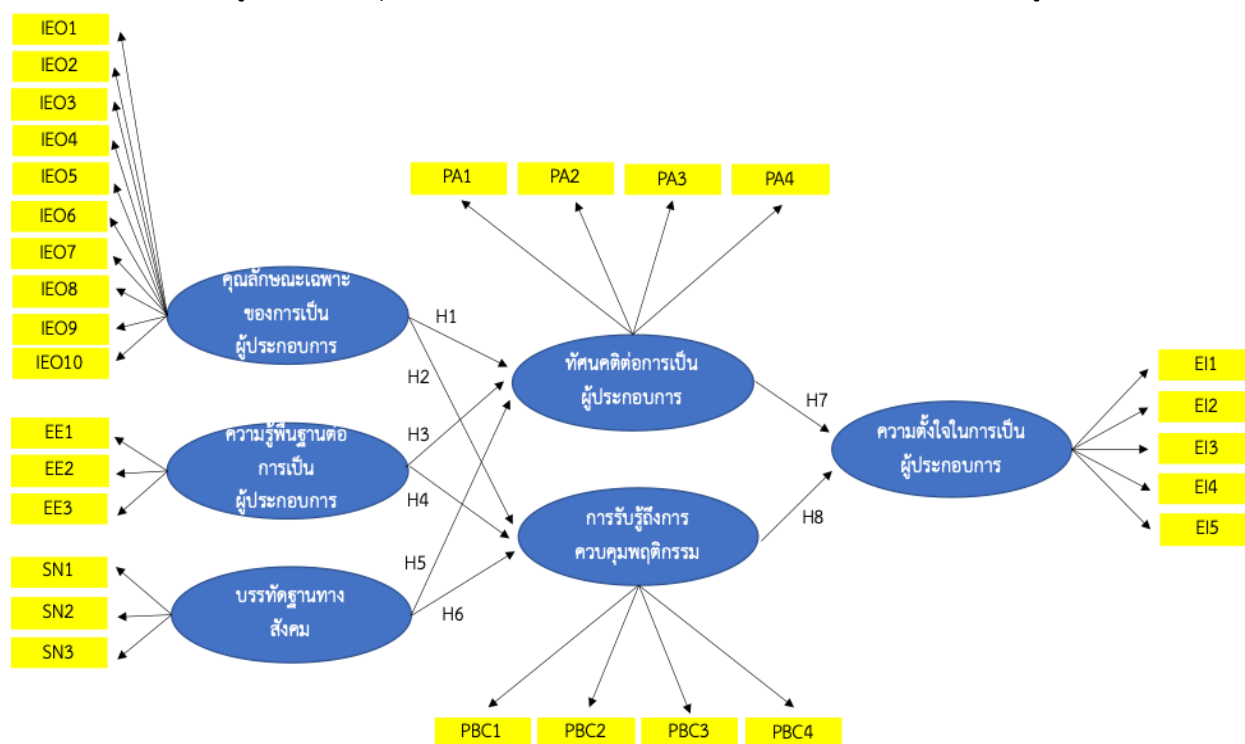 IEO1
IEO2
IEO3
IEO4
IEO5
IEO6
IEO7
IEO8
IEO9
IEO10
คุณลักษณะเฉพาะ
ของการเป็น
ผู้ประกอบการ
EE1
EE2
EE3
ความรู้พื้นฐานต่อ
การเป็น
ผู้ประกอบการ
SN1
SN2
SN3
บรรทัดฐานทาง
สังคม
H1
H2
H3
H4
H5
H6
PA1
PA2
PA3
PA4
ทัศนคติต่อการเป็น
ผู้ประกอบการ
การรับรู้ถึงการ
ควบคุมพฤติกรรม
PBC1
PBC2
PBC3
PBC4
H7
H8
ความตั้งใจในการเป็น
ผู้ประกอบการ
EI1
EI2
EI3
EI4
EI5